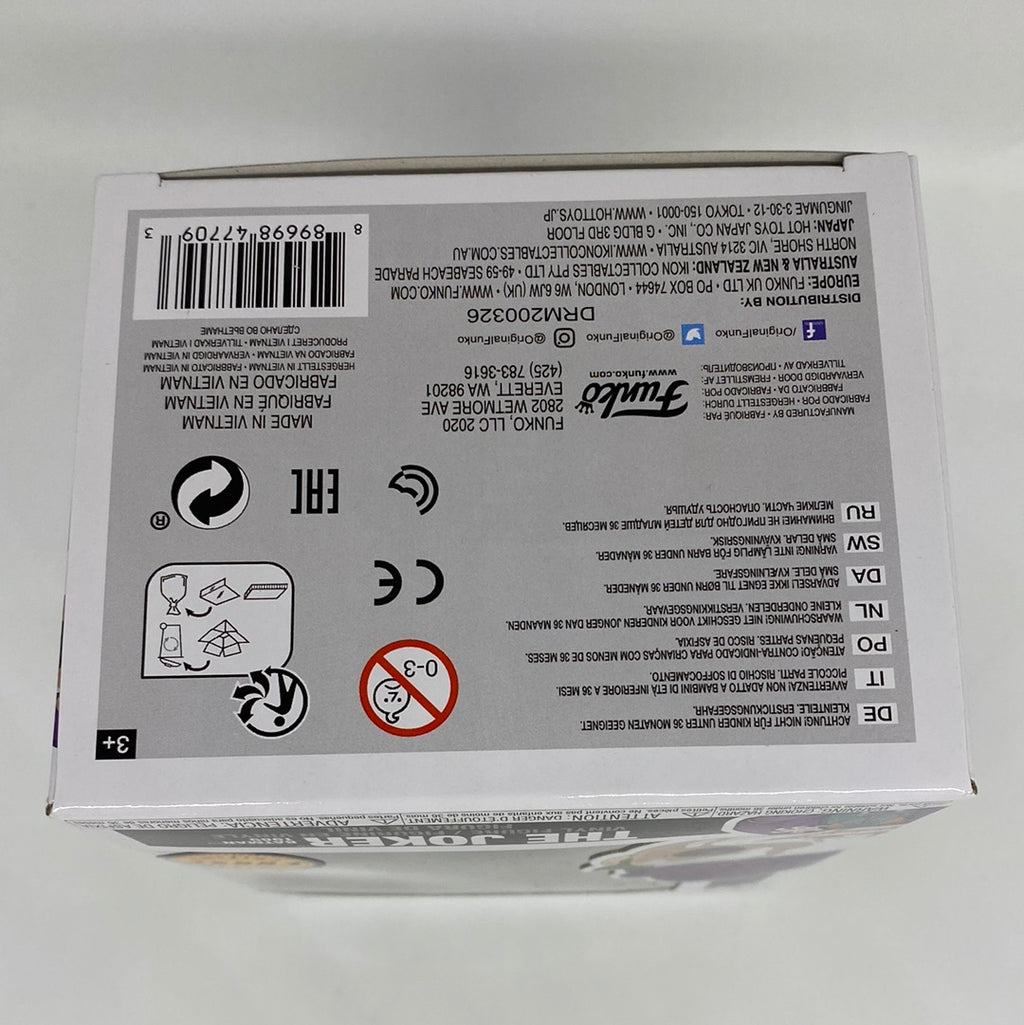 DE ACHTUNG! NICHT FÜR KINDER UNTER 36 MONATEN GEEIGNET.
KLEINTEILE. ERSTICKUNGSGEFAHR.
IT AVVERTENZA! NON ADATTO A BAMBINI DI ETÀ INFERIORE A 36 MESI.
PICCOLE PARTI. RISCHIO DI SOFFOCAMENTO.
PO ATENÇÃO! CONTRA-INDICADO PARA CRIANÇAS COM MENOS DE 36 MESES.
PEQUENAS PARTES. RISCO DE ASFIXIA.
NL WAARSCHUWING! NIET GESCHIKT VOOR KINDEREN JONGER DAN 36 MAANDEN.
KLEINE ONDERDELEN. VERSTIKKINGSGEVAAR.
DA ADVARSEL! IKKE EGNET TIL BØRN UNDER 36 MÅNDER.
SMÅ DELE. KVÆLNINGSFARE.
SW VARNING! INTE LÄMPLIG FÖR BARN UNDER 36 MÅNADER.
SMÅ DELAR. KVÄVNINGSRISK.
RU ВНИМАНИЕ! НЕ ПРИГОДНО ДЛЯ ДЕТЕЙ МЛАДШЕ 36 МЕСЯЦЕВ.
МЕЛКИЕ ЧАСТИ. ОПАСНОСТЬ УДУШЬЯ.
3+
0-3
CE
EAC
®
MANUFACTURED BY • FABRIQUÉ PAR:
FABRICADO POR • HERGESTELLT DURCH:
FABBRICATO DA • FABRICADO POR:
VERVAARDIGD DOOR • FREMSTILLET AF:
TILLVERKAD AV • ПРОИЗВОДИТЕЛЬ:
Funko
www.funko.com
FUNKO, LLC 2020
2802 WETMORE AVE
EVERETT, WA 98201
(425) 783-3616
MADE IN VIETNAM
FABRIQUÉ EN VIETNAM
FABRICADO EN VIETNAM
HERGESTELLT IN VIETNAM • FABBRICATO IN VIETNAM
FABRICADO NA VIETNAM • VERVAARDIGD IN VIETNAM
PRODUCERET I VIETNAM • TILLVERKAD I VIETNAM
СДЕЛАНО ВО ВЬЕТНАМЕ
/OriginalFunko @OriginalFunko @OriginalFunko
DRM200326
DISTRIBUTION BY:
EUROPE: FUNKO UK LTD • PO BOX 74644 • LONDON, W6 6JW (UK) • WWW.FUNKO.COM
AUSTRALIA & NEW ZEALAND: IKON COLLECTABLES PTY LTD • 49-59 SEABEACH PARADE
NORTH SHORE, VIC 3214 AUSTRALIA • WWW.IKONCOLLECTABLES.COM.AU
JAPAN: HOT TOYS JAPAN CO., INC. • G BLDG 3RD FLOOR
JINGUMAE 3-30-12 • TOKYO 150-0001 • WWW.HOTTOYS.JP
8 89698 47709 3
THE JOKER